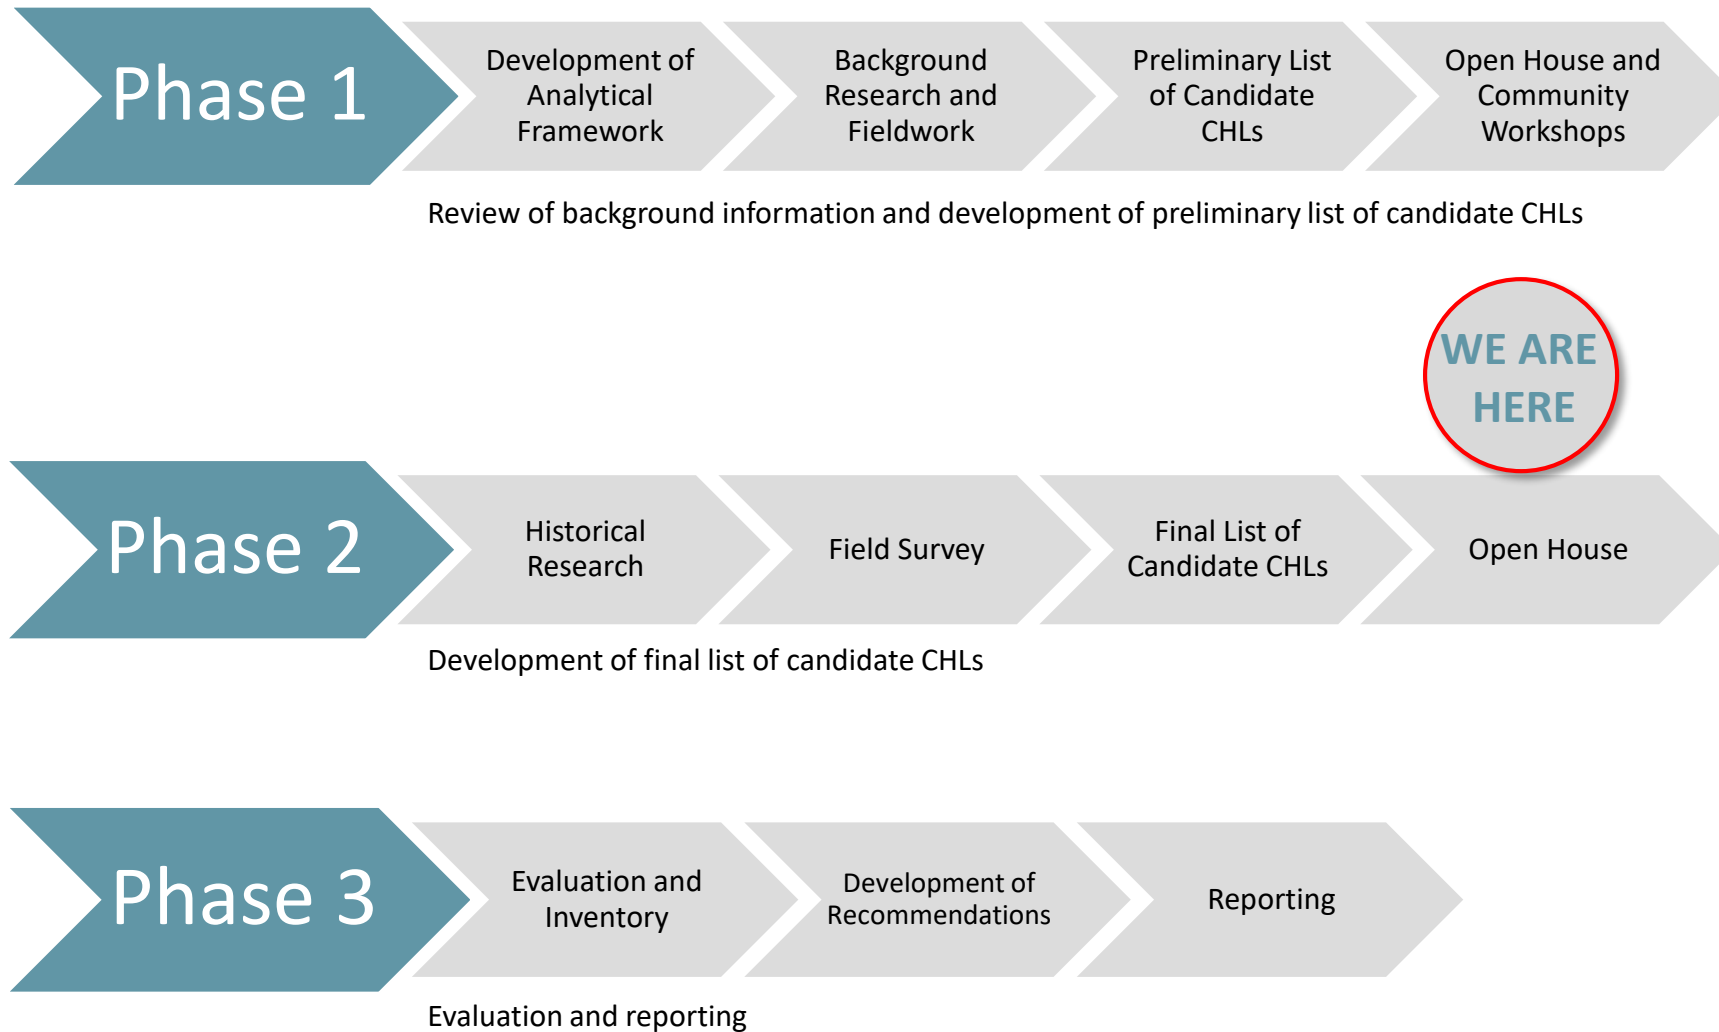 Phase 1
Development of
Analytical
Framework
Background
Research and
Fieldwork
Preliminary List
of Candidate
CHLs
Open House and
Community
Workshops
Review of background information and development of preliminary list of candidate CHLs
WE ARE
HERE
Phase 2
Historical
Research
Field Survey
Final List of
Candidate CHLs
Open House
Development of final list of candidate CHLs
Phase 3
Evaluation and
Inventory
Development of
Recommendations
Reporting
Evaluation and reporting